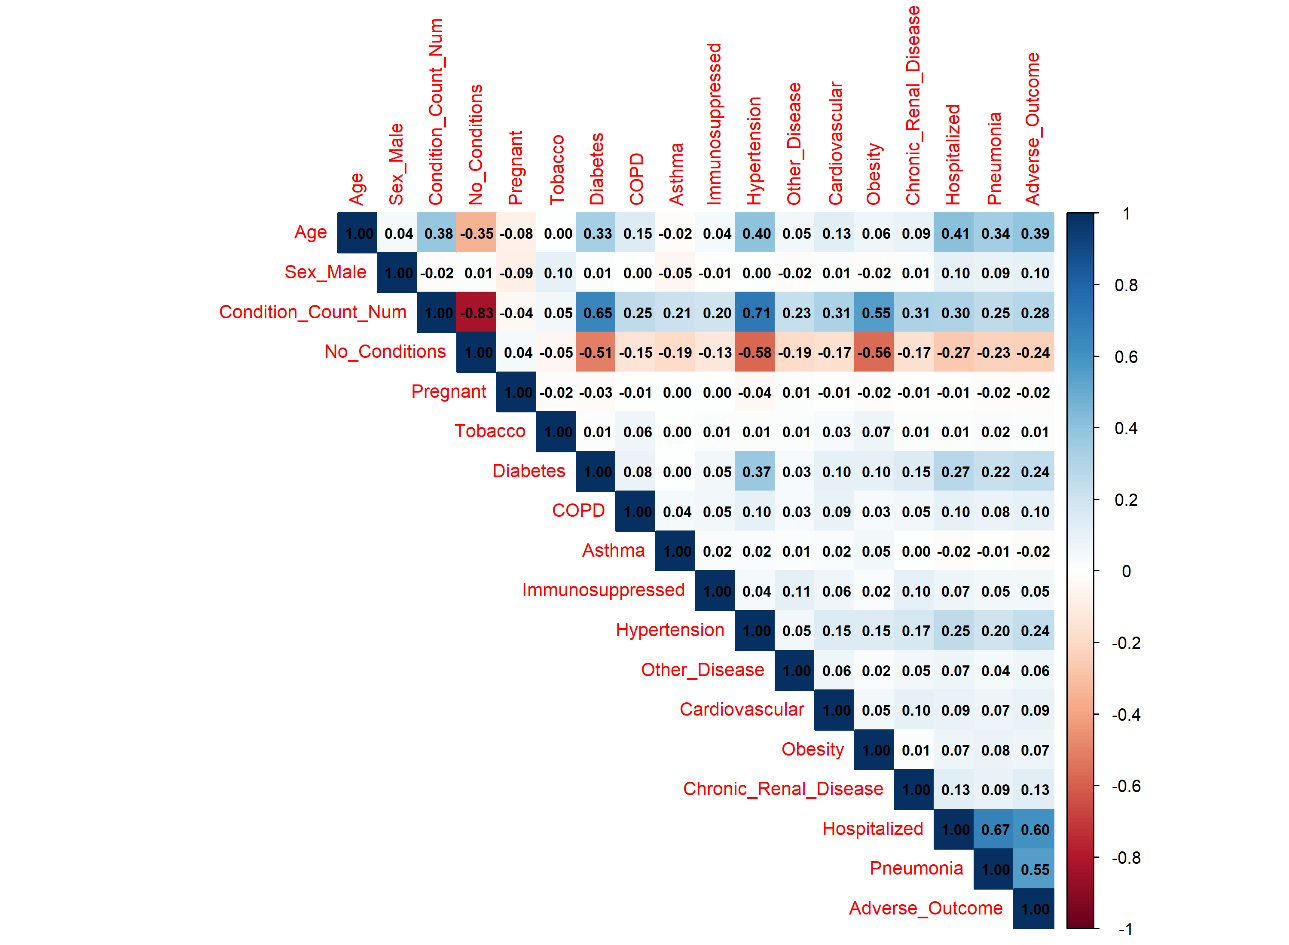 Age
Sex_Male
Condition_Count_Num
No_Conditions
Pregnant
Tobacco
Diabetes
COPD
Asthma
Immunosuppressed
Hypertension
Other_Disease
Cardiovascular
Obesity
Chronic_Renal_Disease
Hospitalized
Pneumonia
Adverse_Outcome
Age 1.00 0.04 0.38 -0.35 -0.08 0.00 0.33 0.15 -0.02 0.04 0.40 0.05 0.13 0.06 0.09 0.41 0.34 0.39
Sex_Male 1.00 -0.02 0.01 -0.09 0.10 0.01 0.00 -0.05 -0.01 0.00 -0.02 0.01 -0.02 0.01 0.10 0.09 0.10
Condition_Count_Num 1.00 -0.83 -0.04 0.05 0.65 0.25 0.21 0.20 0.71 0.23 0.31 0.55 0.31 0.30 0.25 0.28
No_Conditions 1.00 0.04 -0.05 -0.51 -0.15 -0.19 -0.13 -0.58 -0.19 -0.17 -0.56 -0.17 -0.27 -0.23 -0.24
Pregnant 1.00 -0.02 -0.03 -0.01 0.00 0.00 -0.04 0.01 -0.01 -0.02 -0.01 -0.01 -0.02 -0.02
Tobacco 1.00 0.01 0.06 0.00 0.01 0.01 0.01 0.03 0.07 0.01 0.01 0.02 0.01
Diabetes 1.00 0.08 0.00 0.05 0.37 0.03 0.10 0.10 0.15 0.27 0.22 0.24
COPD 1.00 0.04 0.05 0.10 0.03 0.09 0.03 0.05 0.10 0.08 0.10
Asthma 1.00 0.02 0.02 0.01 0.02 0.05 0.00 -0.02 -0.01 -0.02
Immunosuppressed 1.00 0.04 0.11 0.06 0.02 0.10 0.07 0.05 0.05
Hypertension 1.00 0.05 0.15 0.15 0.17 0.25 0.20 0.24
Other_Disease 1.00 0.06 0.02 0.05 0.07 0.04 0.06
Cardiovascular 1.00 0.05 0.10 0.09 0.07 0.09
Obesity 1.00 0.01 0.07 0.08 0.07
Chronic_Renal_Disease 1.00 0.13 0.09 0.13
Hospitalized 1.00 0.67 0.60
Pneumonia 1.00 0.55
Adverse_Outcome 1.00
1
0.8
0.6
0.4
0.2
0
-0.2
-0.4
-0.6
-0.8
-1